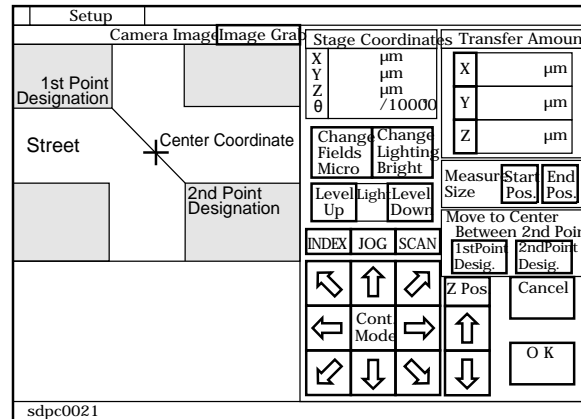 Setup
Camera Image Image Grab
1st Point
Designation
Street
Center Coordinate
2nd Point
Designation
Stage Coordinates
X μm
Y μm
Z μm
θ /10000°
Transfer Amoun
X μm
Y μm
Z μm
Change
Fields
Micro
Change
Lighting
Bright
Level
Up
Light
Level
Down
Measure
Size
Start
Pos.
End
Pos.
Move to Center
Between 2nd Poin
1stPoint
Desig.
2ndPoint
Desig.
INDEX JOG SCAN
Cont.
Mode
Z Pos.
Cancel
O K
sdpc0021